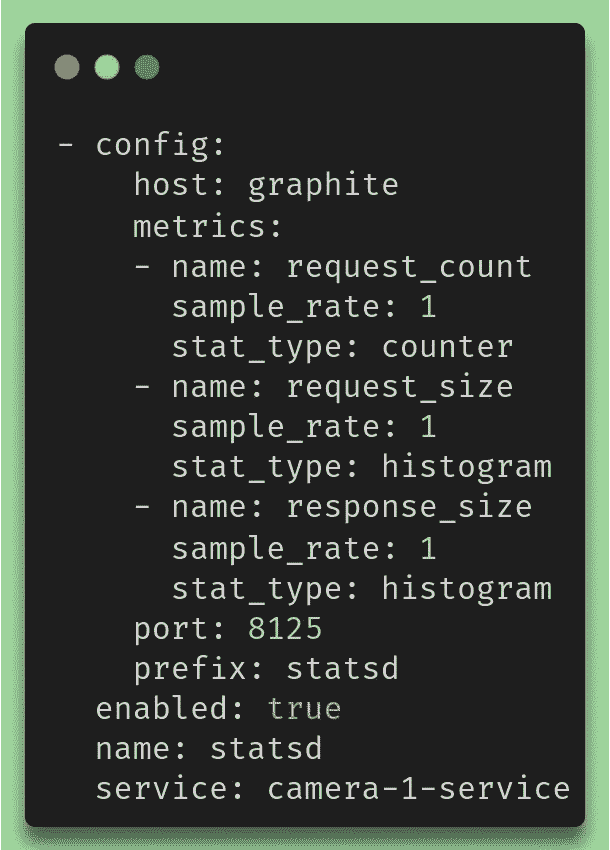 - config:
    host: graphite
    metrics:
    - name: request_count
      sample_rate: 1
      stat_type: counter
    - name: request_size
      sample_rate: 1
      stat_type: histogram
    - name: response_size
      sample_rate: 1
      stat_type: histogram
    port: 8125
    prefix: statsd
  enabled: true
  name: statsd
  service: camera-1-service